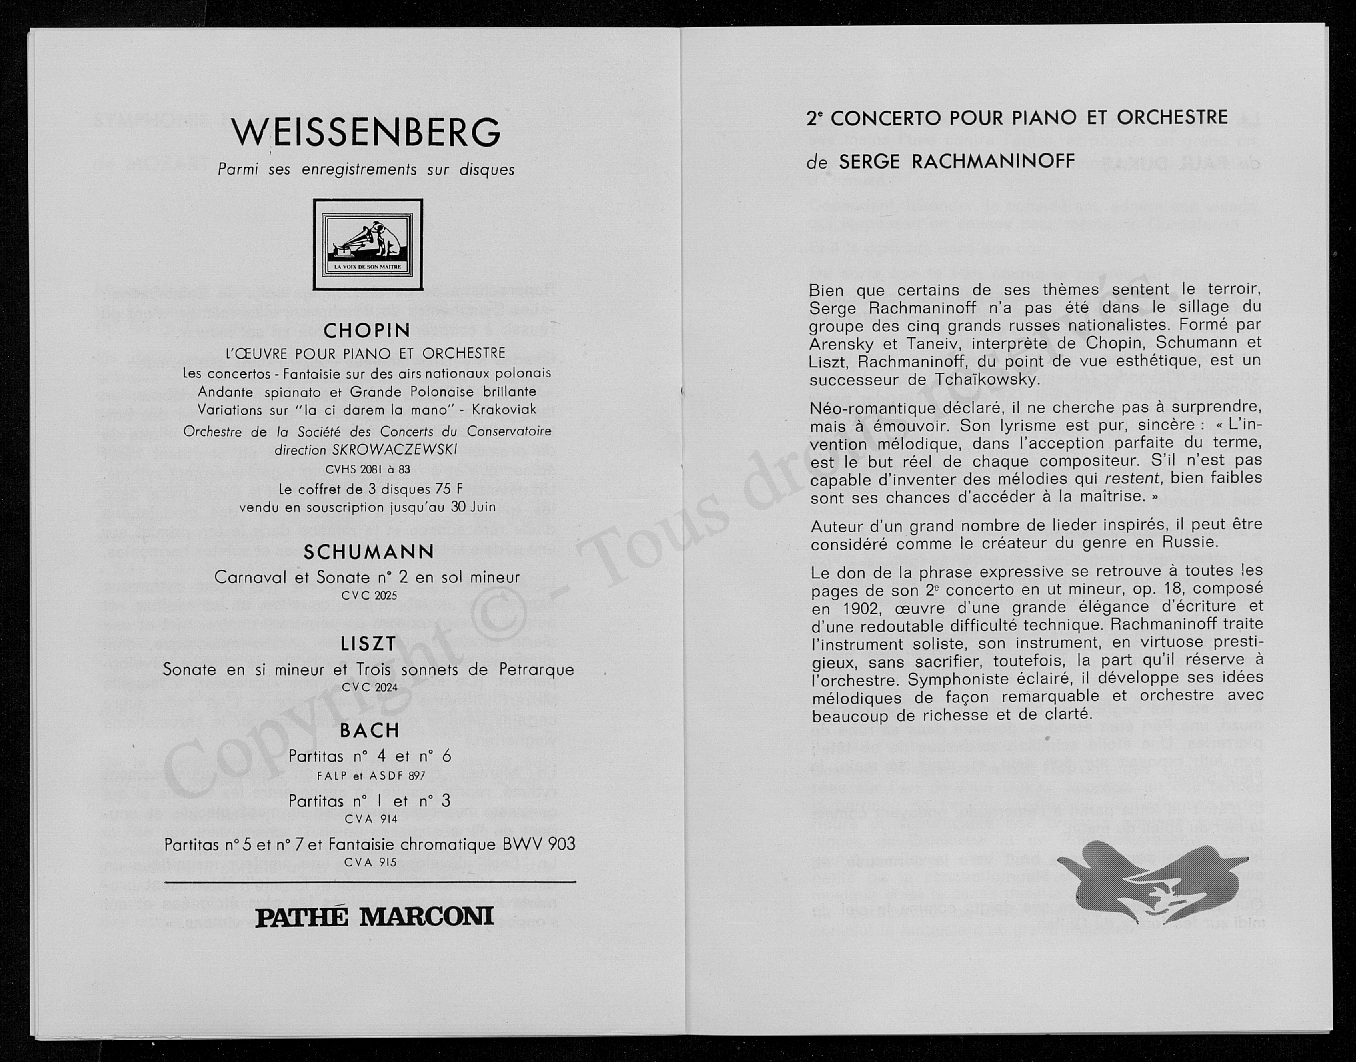 WEISSENBERG
Parmi ses enregistrements sur disques
LA VOIX DE SON MAITRE
CHOPIN
L'ŒUVRE POUR PIANO ET ORCHESTRE
Les concertos - Fantaisie sur des airs nationaux polonais
Andante spianato et Grande Polonaise brillante
Variations sur "la ci darem la mano" - Krakoviak
Orchestre de la Société des Concerts du Conservatoire
direction SKROWACZEWSKI
CVHS 2081 à 83
Le coffret de 3 disques 75 F
vendu en souscription jusqu'au 30 Juin
SCHUMANN
Carnaval et Sonate n° 2 en sol mineur
CVC 2025
LISZT
Sonate en si mineur et Trois sonnets de Petrarque
CVC 2024
BACH
Partitas n° 4 et n° 6
FALP et ASDF 897
Partitas n° 1 et n° 3
CVA 914
Partitas n° 5 et n° 7 et Fantaisie chromatique BWV 903
CVA 915
PATHÉ MARCONI
2e CONCERTO POUR PIANO ET ORCHESTRE
de SERGE RACHMANINOFF
Bien que certains de ses thèmes sentent le terroir,
Serge Rachmaninoff n'a pas été dans le sillage du
groupe des cinq grands russes nationalistes. Formé par
Arensky et Taneiv, interprète de Chopin, Schumann et
Liszt, Rachmaninoff, du point de vue esthétique, est un
successeur de Tchaïkowsky.
Néo-romantique déclaré, il ne cherche pas à surprendre,
mais à émouvoir. Son lyrisme est pur, sincère : « L'in-
vention mélodique, dans l'acception parfaite du terme,
est le but réel de chaque compositeur. S'il n'est pas
capable d'inventer des mélodies qui restent, bien faibles
sont ses chances d'accéder à la maîtrise. »
Auteur d'un grand nombre de lieder inspirés, il peut être
considéré comme le créateur du genre en Russie.
Le don de la phrase expressive se retrouve à toutes les
pages de son 2e concerto en ut mineur, op. 18, composé
en 1902, œuvre d'une grande élégance d'écriture et
d'une redoutable difficulté technique. Rachmaninoff traite
l'instrument soliste, son instrument, en virtuose presti-
gieux, sans sacrifier, toutefois, la part qu'il réserve à
l'orchestre. Symphoniste éclairé, il développe ses idées
mélodiques de façon remarquable et orchestre avec
beaucoup de richesse et de clarté.
Copyright © - Tous droits